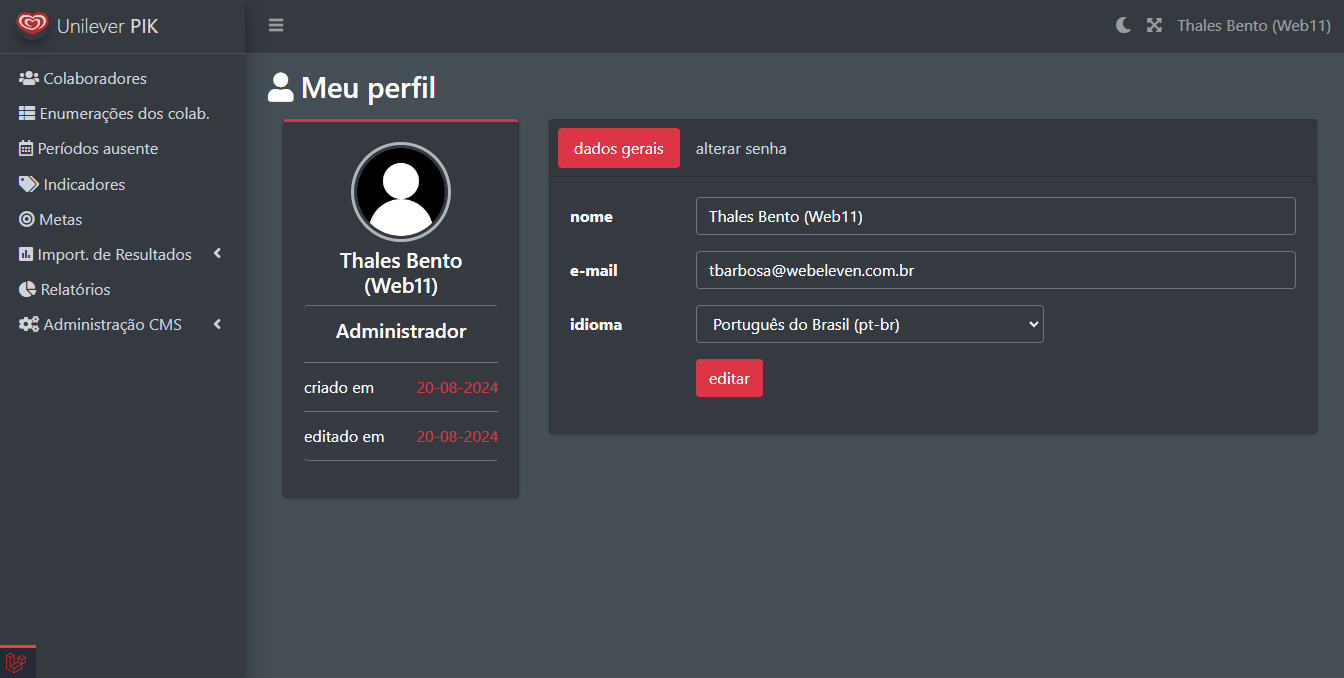 Unilever PIK
Thales Bento (Web11)
Colaboradores
Enumerações dos colab.
Períodos ausente
Indicadores
Metas
Import. de Resultados
Relatórios
Administração CMS
Meu perfil
Thales Bento
(Web11)
Administrador
criado em 20-08-2024
editado em 20-08-2024
dados gerais alterar senha
nome Thales Bento (Web11)
e-mail tbarbosa@webeleven.com.br
idioma Português do Brasil (pt-br)
editar